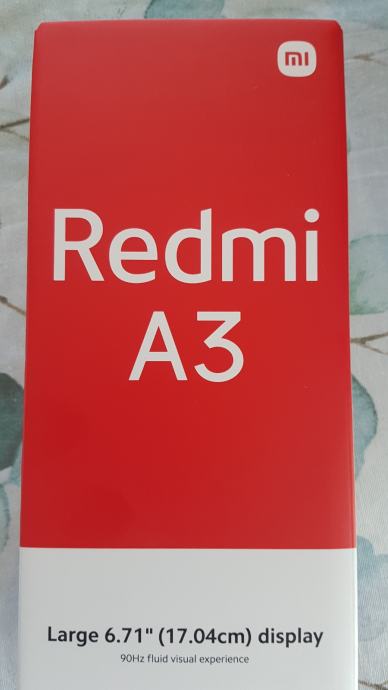 mi
Redmi
A3
Large 6.71" (17.04cm) display
90Hz fluid visual experience